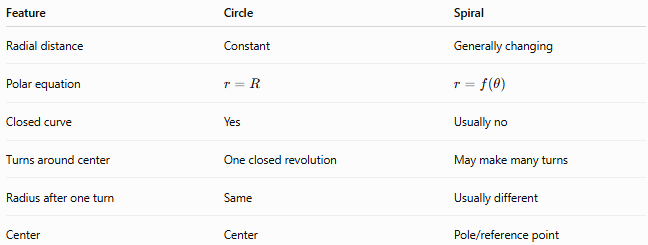 Feature Circle Spiral
Radial distance Constant Generally changing
Polar equation r = R r = f(θ)
Closed curve Yes Usually no
Turns around center One closed revolution May make many turns
Radius after one turn Same Usually different
Center Center Pole/reference point